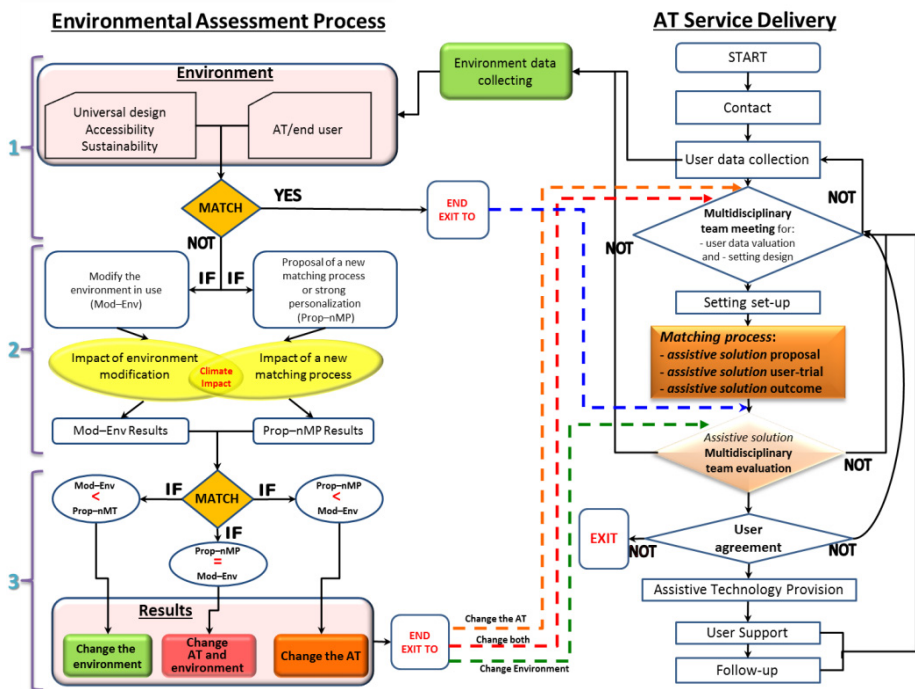 Environmental Assessment Process
AT Service Delivery
1
Environment
Universal design
Accessibility
Sustainability
AT/end user
Environment data
collecting
MATCH
YES
NOT
END
EXIT TO
2
IF
IF
Modify the
environment in use
(Mod–Env)
Proposal of a new
matching process
or strong
personalization
(Prop–nMP)
Impact of environment
modification
Climate
Impact
Impact of a new
matching process
Mod–Env Results
Prop–nMP Results
3
MATCH
IF
IF
IF
Mod–Env
<
Prop–nMT
Prop–nMP
<
Mod–Env
Prop–nMP
=
Mod–Env
Results
Change the
environment
Change
AT and
environment
Change the AT
END
EXIT TO
Change the AT
Change both
Change Environment
START
Contact
User data collection
NOT
NOT
Multidisciplinary
team meeting for:
- user data valuation
and - setting design
Setting set-up
Matching process:
- assistive solution proposal
- assistive solution user-trial
- assistive solution outcome
Assistive solution
Multidisciplinary
team evaluation
NOT
User
agreement
NOT
NOT
EXIT
Assistive Technology Provision
User Support
Follow-up